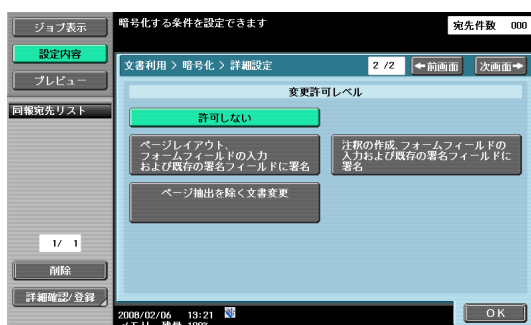 ジョブ表示
暗号化する条件を設定できます
宛先件数 000
設定内容
文書利用 > 暗号化 > 詳細設定
2 /2
←前画面
次画面→
プレビュー
変更許可レベル
同報宛先リスト
許可しない
ページレイアウト、
フォームフィールドの入力
および既存の署名フィールドに署名
注釈の作成、フォームフィールドの
入力および既存の署名フィールドに
署名
ページ抽出を除く文書変更
1/ 1
削除
詳細確認/登録
2008/02/06 13:21
メモリー残量 100%
OK